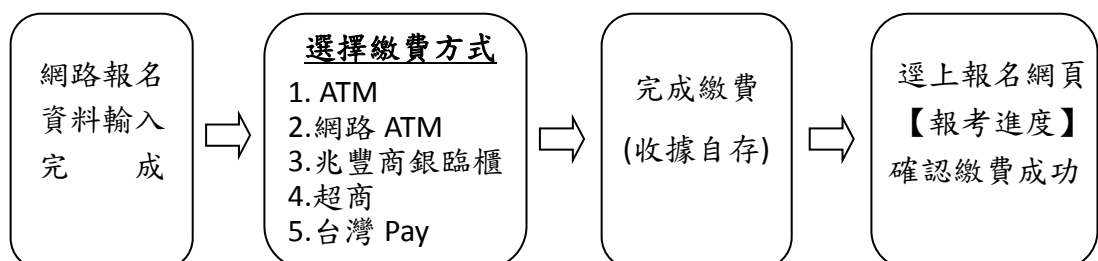 網路報名
資料輸入
完成
選擇繳費方式
1. ATM
2.網路 ATM
3.兆豐商銀臨櫃
4.超商
5.台灣 Pay
完成繳費
(收據自存)
逕上報名網頁
【報考進度】
確認繳費成功